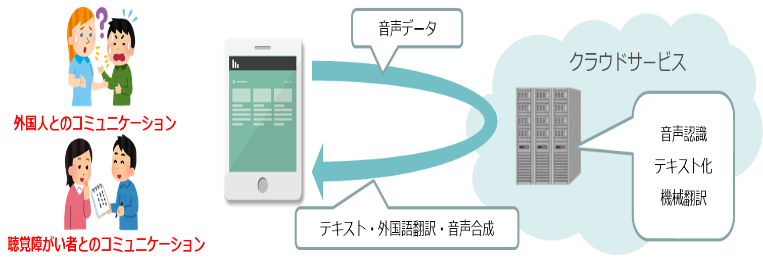 外国人とのコミュニケーション
聴覚障がい者とのコミュニケーション
音声データ
テキスト・外国語翻訳・音声合成
クラウドサービス
音声認識
テキスト化
機械翻訳